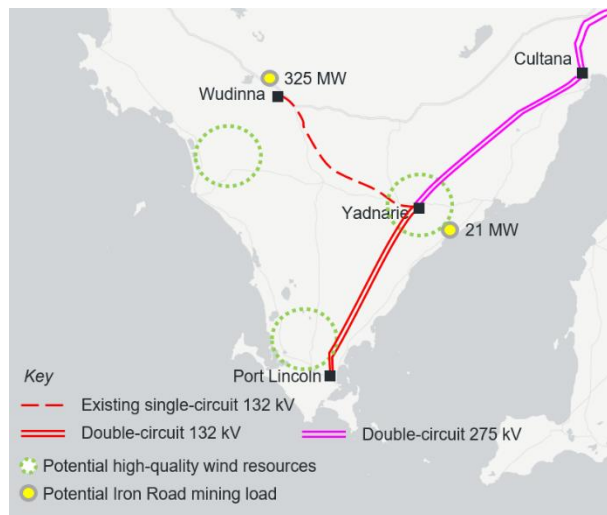 Cultana
325 MW
Wudinna
Yadnarie
21 MW
Port Lincoln
Key
Existing single-circuit 132 kV
Double-circuit 132 kV
Double-circuit 275 kV
Potential high-quality wind resources
Potential Iron Road mining load